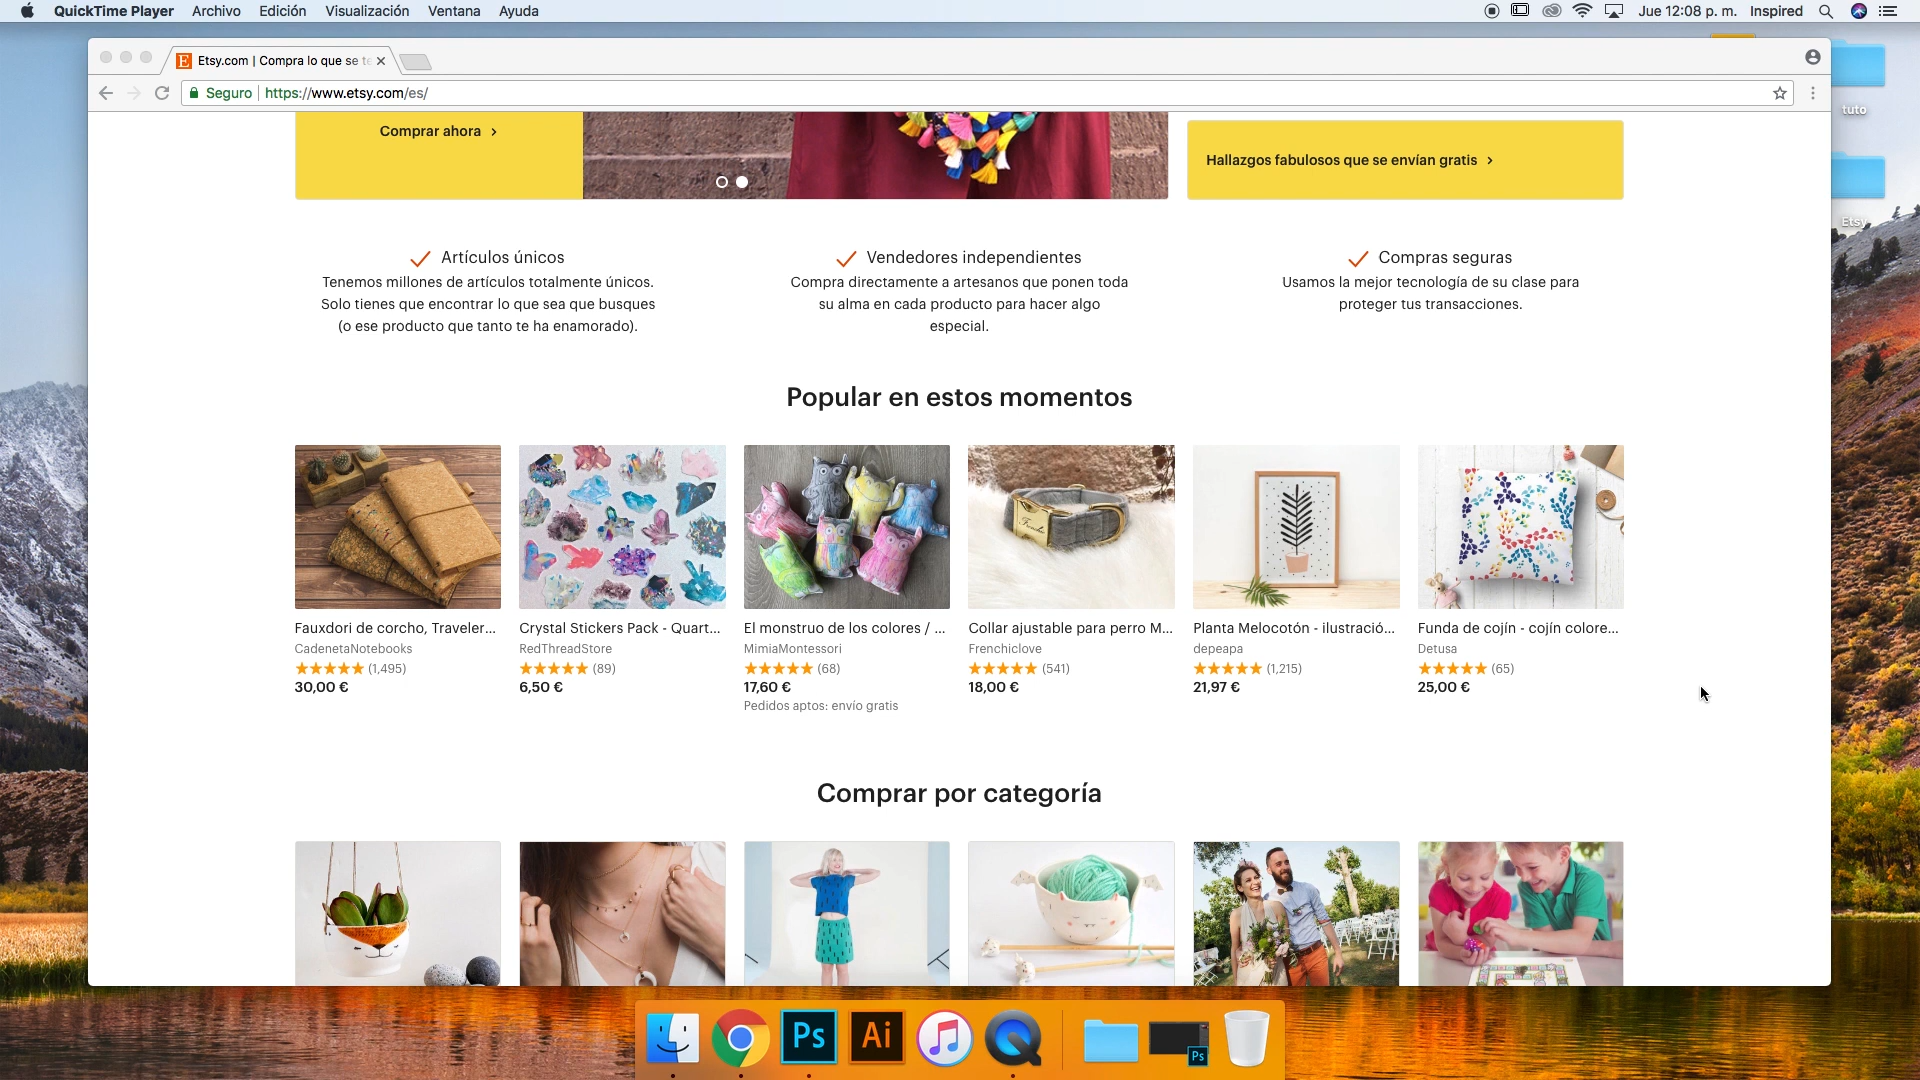 QuickTime Player Archivo Edición Visualización Ventana Ayuda Jue 12:08 p. m. Inspired
Etsy.com | Compra lo que se te
Seguro https://www.etsy.com/es/
tuto
Etsy
Comprar ahora >
Hallazgos fabulosos que se envían gratis >
Artículos únicos
Tenemos millones de artículos totalmente únicos.
Solo tienes que encontrar lo que sea que busques
(o ese producto que tanto te ha enamorado).
Vendedores independientes
Compra directamente a artesanos que ponen toda
su alma en cada producto para hacer algo
especial.
Compras seguras
Usamos la mejor tecnología de su clase para
proteger tus transacciones.
Popular en estos momentos
Fauxdori de corcho, Traveler...
CadenetaNotebooks
(1,495)
30,00 €
Crystal Stickers Pack - Quart...
RedThreadStore
(89)
6,50 €
El monstruo de los colores / ...
MimiaMontessori
(68)
17,60 €
Pedidos aptos: envío gratis
Collar ajustable para perro M...
Frenchiclove
(541)
18,00 €
Planta Melocotón - ilustració...
depeapa
(1,215)
21,97 €
Funda de cojín - cojín colore...
Detusa
(65)
25,00 €
Comprar por categoría
Ps
Ai
Ps